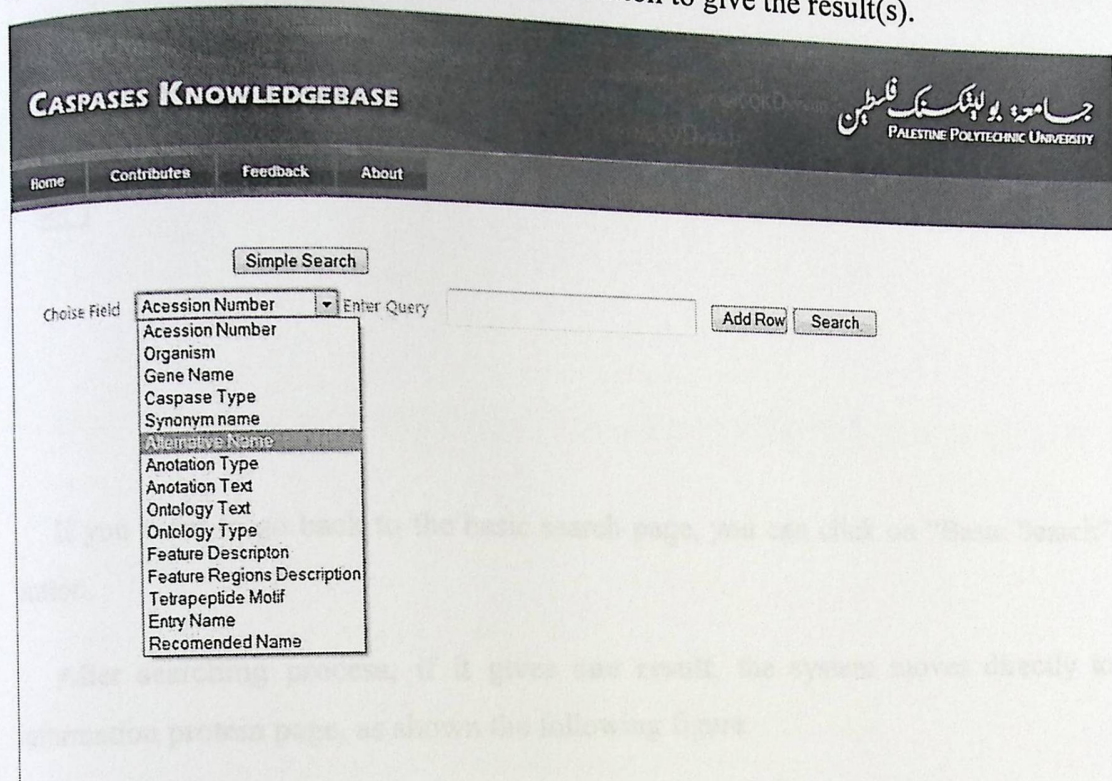 to give the result(s).
CASPASES KNOWLEDGEBASE
جامعة بوليتكنك فلسطين
PALESTINE POLYTECHNIC UNIVERSITY
Home Contributes Feedback About
Simple Search
Choise Field Acession Number Enter Query Add Row Search
Acession Number
Organism
Gene Name
Caspase Type
Synonym name
Alternative Name
Anotation Type
Anotation Text
Ontology Text
Ontology Type
Feature Descripton
Feature Regions Description
Tetrapeptide Motif
Entry Name
Recomended Name
If you go back to the basic search page, you can click on "Basic Search"
After searching process, if it gives one result, the system moves directly to
protein page, as shown the following figure